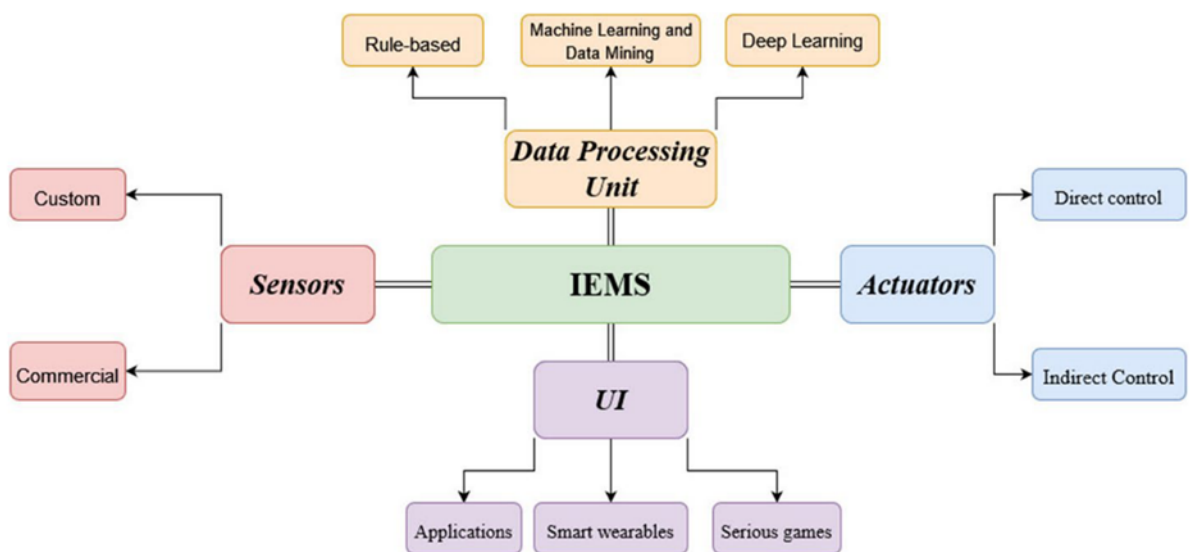 Rule-based
Machine Learning and
Data Mining
Deep Learning
Data Processing
Unit
Custom
Direct control
Sensors
IEMS
Actuators
Commercial
Indirect Control
UI
Applications
Smart wearables
Serious games